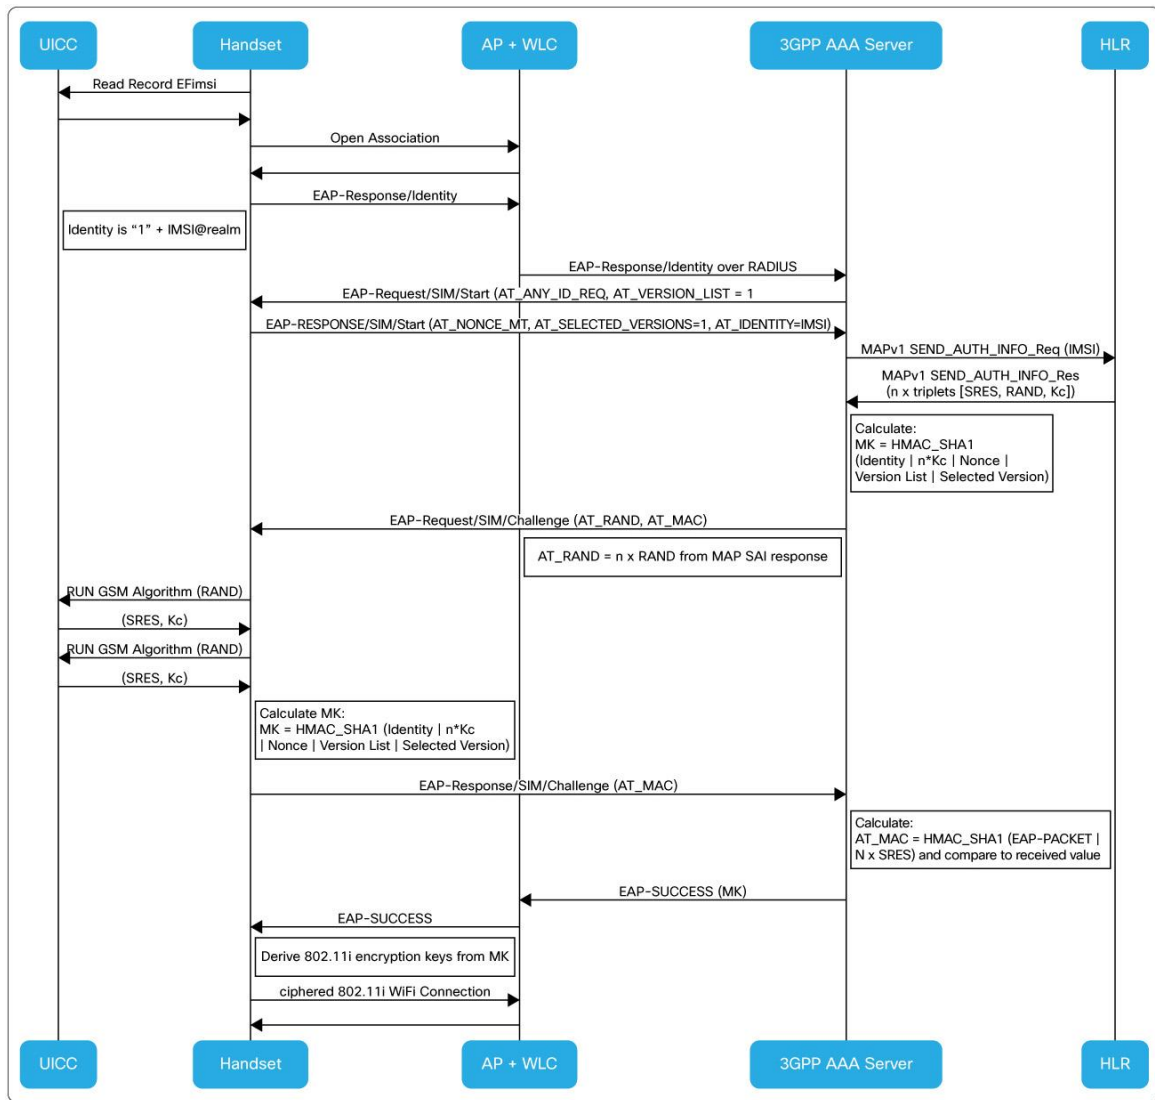 UICC
Handset
AP + WLC
3GPP AAA Server
HLR
Read Record EFimsi
Open Association
EAP-Response/Identity
Identity is “1” + IMSI@realm
EAP-Response/Identity over RADIUS
EAP-Request/SIM/Start (AT_ANY_ID_REQ, AT_VERSION_LIST = 1
EAP-RESPONSE/SIM/Start (AT_NONCE_MT, AT_SELECTED_VERSIONS=1, AT_IDENTITY=IMSI)
MAPv1 SEND_AUTH_INFO_Req (IMSI)
MAPv1 SEND_AUTH_INFO_Res
(n x triplets [SRES, RAND, Kc])
Calculate:
MK = HMAC_SHA1
(Identity | n*Kc | Nonce |
Version List | Selected Version)
EAP-Request/SIM/Challenge (AT_RAND, AT_MAC)
AT_RAND = n x RAND from MAP SAI response
RUN GSM Algorithm (RAND)
(SRES, Kc)
RUN GSM Algorithm (RAND)
(SRES, Kc)
Calculate MK:
MK = HMAC_SHA1 (Identity | n*Kc
| Nonce | Version List | Selected Version)
EAP-Response/SIM/Challenge (AT_MAC)
Calculate:
AT_MAC = HMAC_SHA1 (EAP-PACKET |
N x SRES) and compare to received value
EAP-SUCCESS (MK)
EAP-SUCCESS
Derive 802.11i encryption keys from MK
ciphered 802.11i WiFi Connection
UICC
Handset
AP + WLC
3GPP AAA Server
HLR